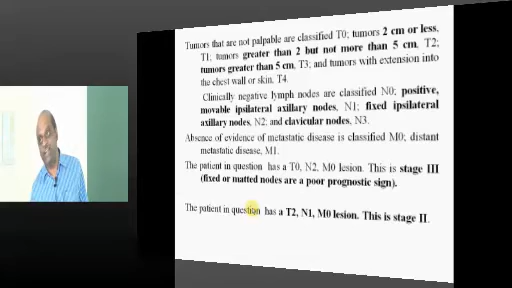 Tumors that are not palpable are classified T0; tumors 2 cm or less,
T1; tumors greater than 2 but not more than 5 cm, T2;
tumors greater than 5 cm, T3; and tumors with extension into
the chest wall or skin, T4.
Clinically negative lymph nodes are classified N0; positive,
movable ipsilateral axillary nodes, N1; fixed ipsilateral
axillary nodes, N2; and clavicular nodes, N3.
Absence of evidence of metastatic disease is classified M0; distant
metastatic disease, M1.
The patient in question has a T0, N2, M0 lesion. This is stage III
(fixed or matted nodes are a poor prognostic sign).
The patient in question has a T2, N1, M0 lesion. This is stage II.